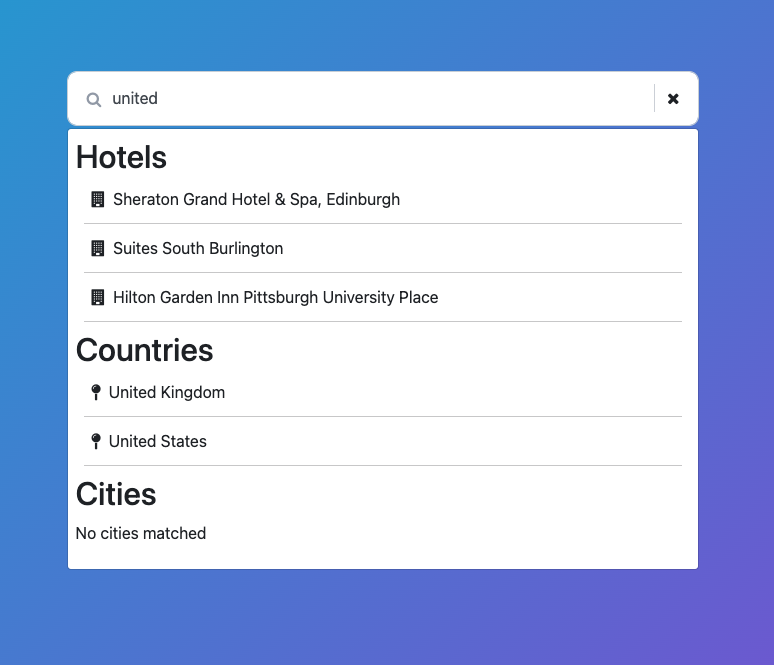 united
Hotels
Sheraton Grand Hotel & Spa, Edinburgh
Suites South Burlington
Hilton Garden Inn Pittsburgh University Place
Countries
United Kingdom
United States
Cities
No cities matched